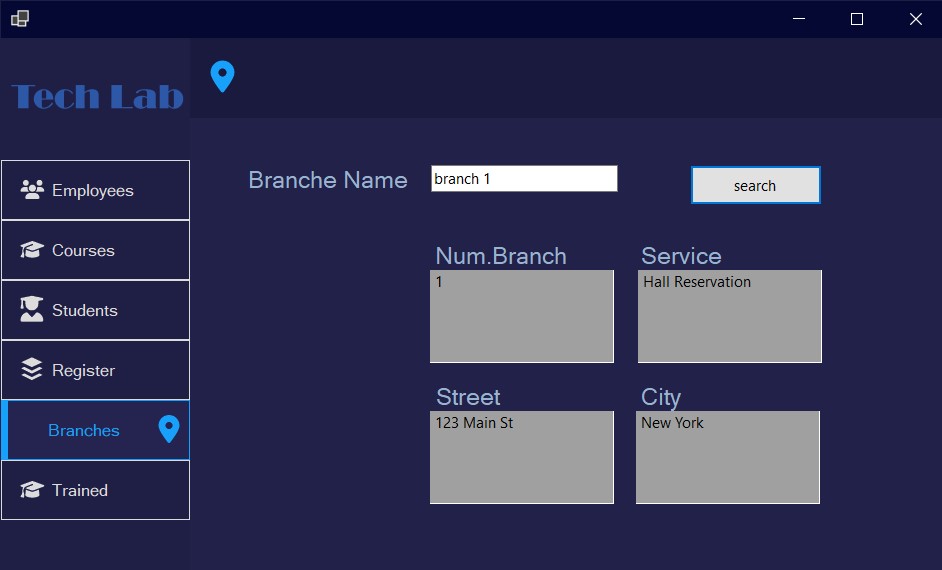 Tech Lab
Employees
Courses
Students
Register
Branches
Trained
Branche Name
branch 1
search
Num.Branch
Service
1
Hall Reservation
Street
City
123 Main St
New York